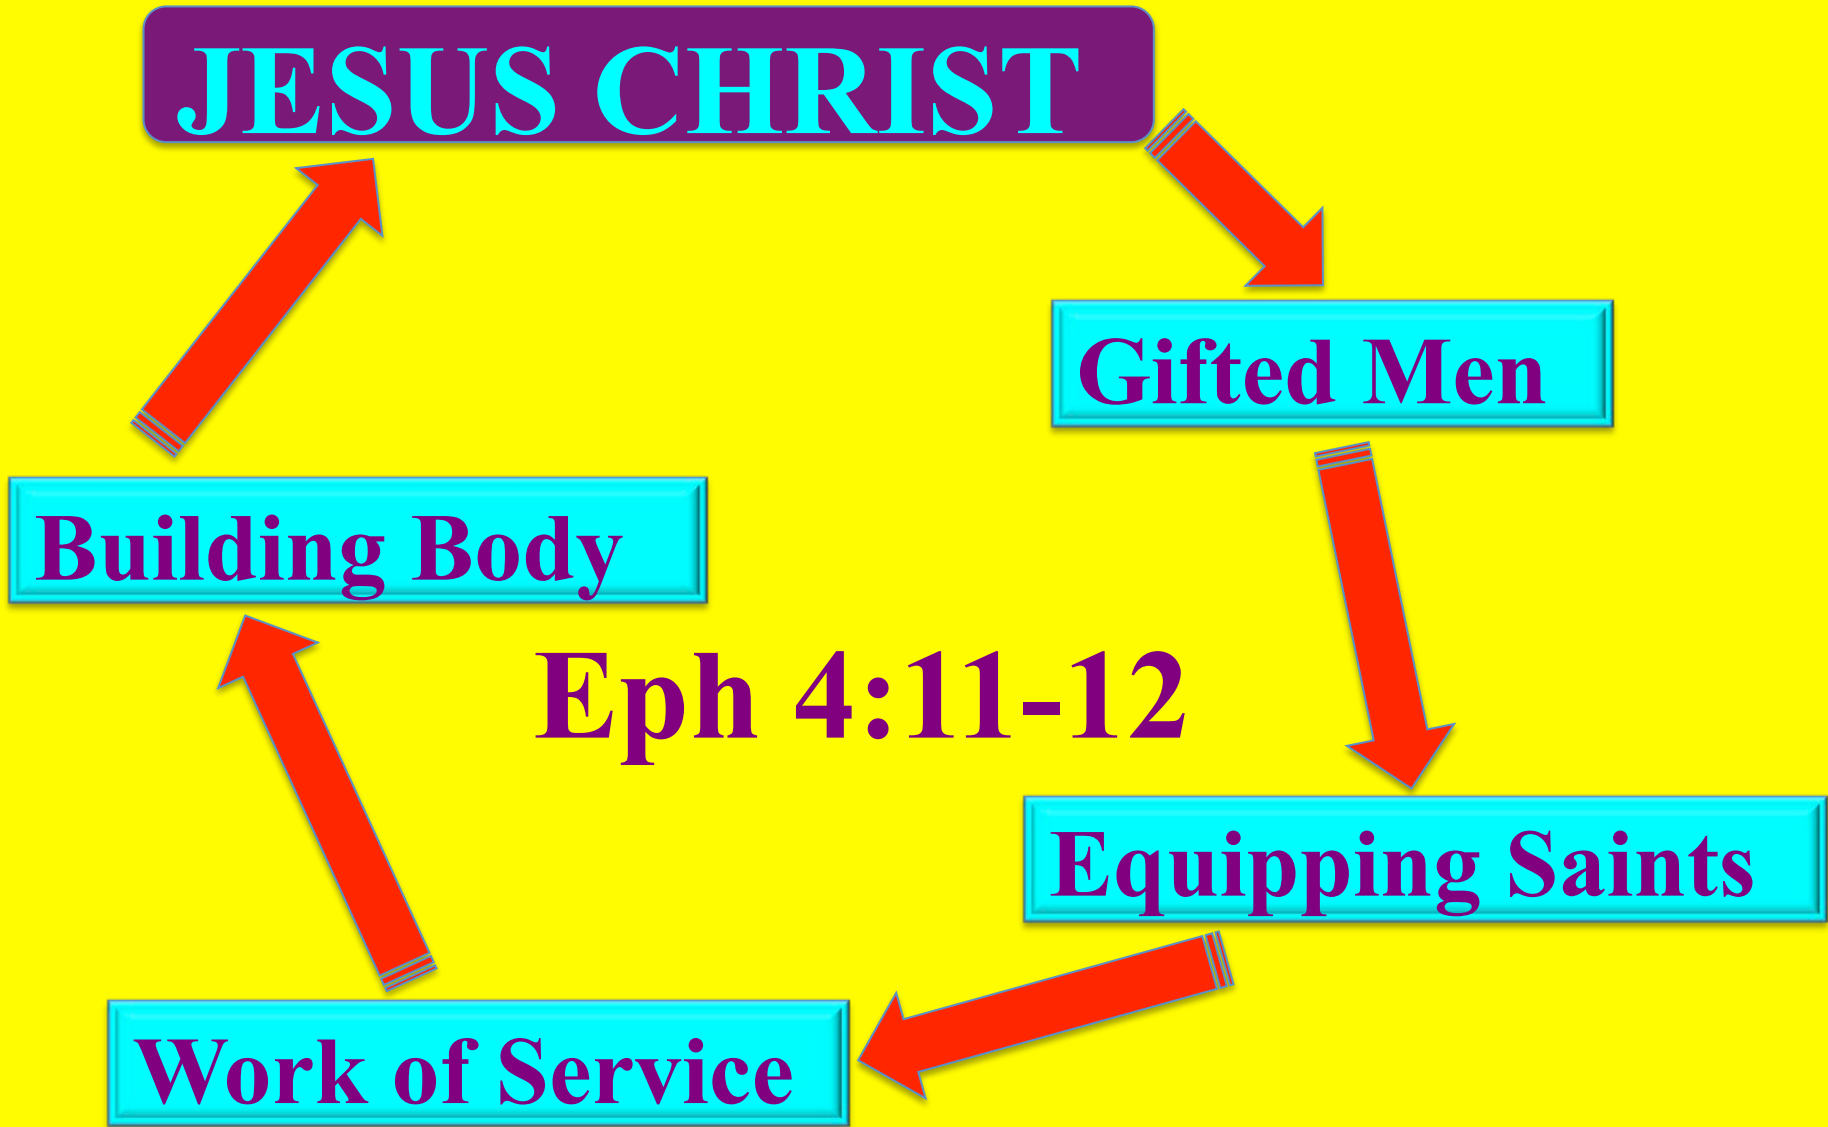 JESUS CHRIST
Gifted Men
Building Body
Eph 4:11-12
Equipping Saints
Work of Service